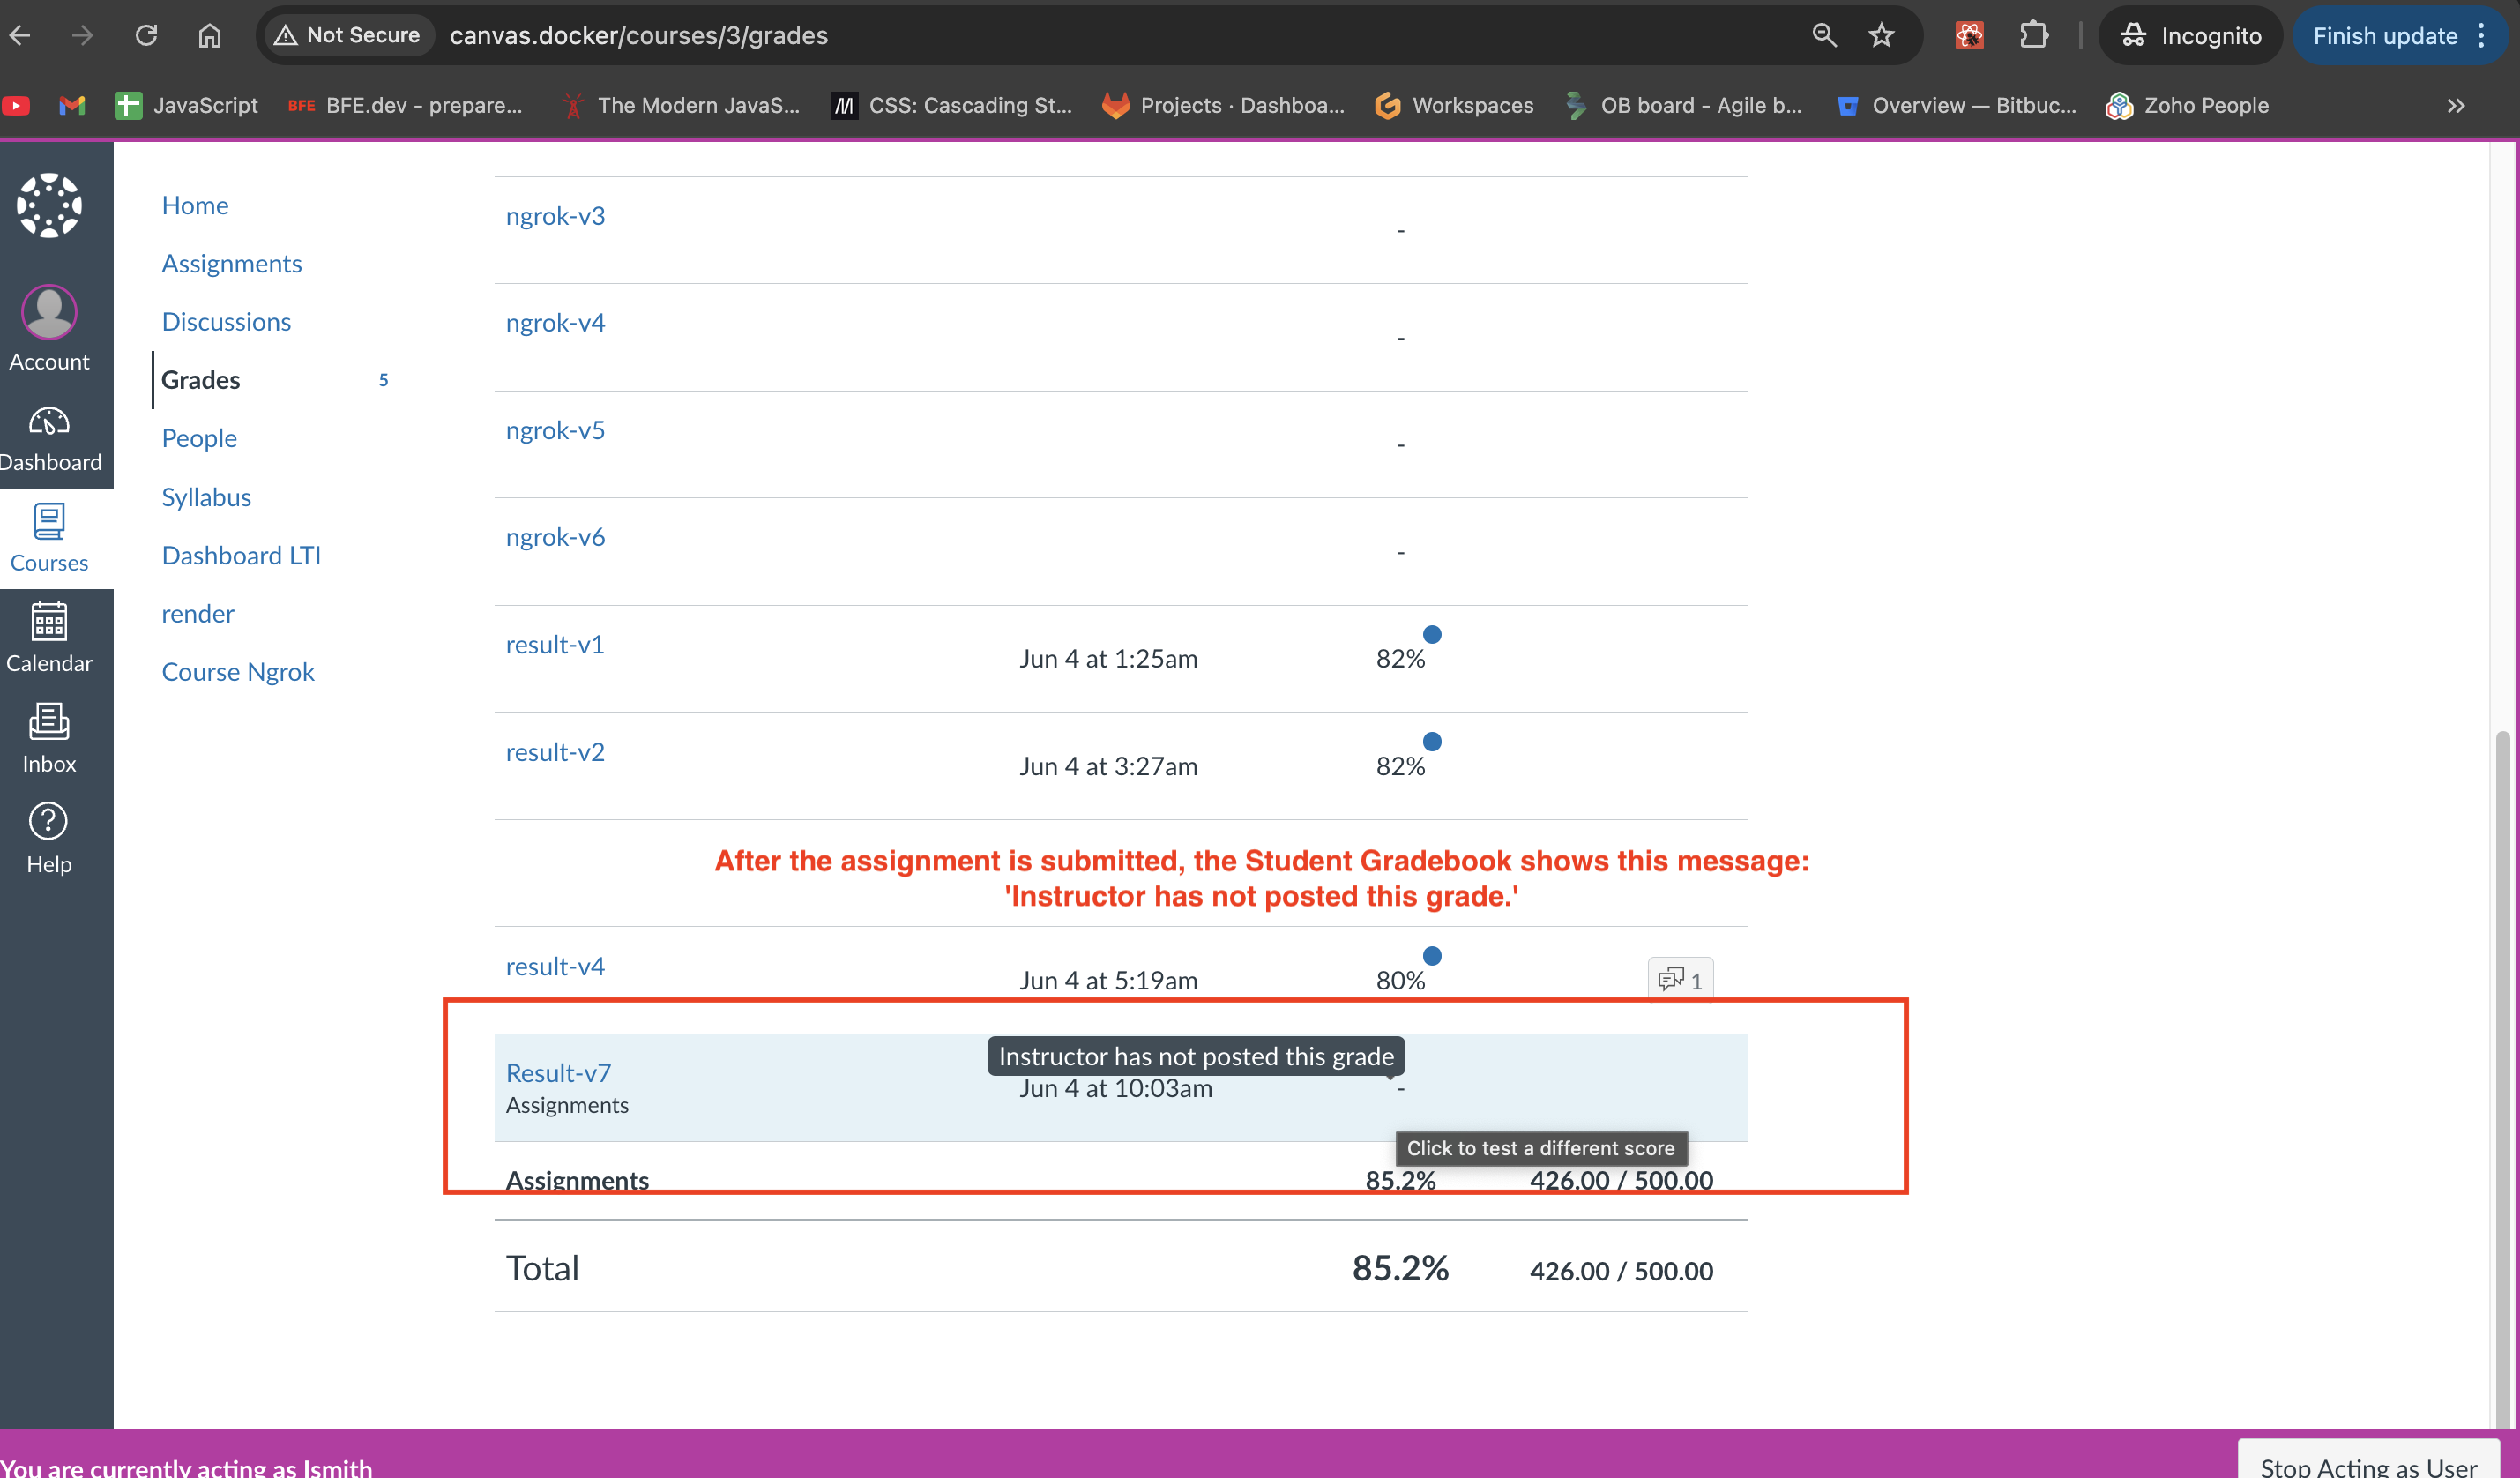 Not Secure
canvas.docker/courses/3/grades
Incognito
Finish update
JavaScript
BFE BFE.dev - prepare...
The Modern JavaS...
M CSS: Cascading St...
Projects · Dashboa...
Workspaces
OB board - Agile b...
Overview — Bitbuc...
Zoho People
Account
Dashboard
Courses
Calendar
Inbox
Help
Home
Assignments
Discussions
Grades 5
People
Syllabus
Dashboard LTI
render
Course Ngrok
ngrok-v3 -
ngrok-v4 -
ngrok-v5 -
ngrok-v6 -
result-v1 Jun 4 at 1:25am 82%
result-v2 Jun 4 at 3:27am 82%
After the assignment is submitted, the Student Gradebook shows this message:
'Instructor has not posted this grade.'
result-v4 Jun 4 at 5:19am 80% 1
Instructor has not posted this grade
Result-v7 Jun 4 at 10:03am -
Assignments
Click to test a different score
Assignments 85.2% 426.00 / 500.00
Total 85.2% 426.00 / 500.00
You are currently acting as lsmith
Stop Acting as User